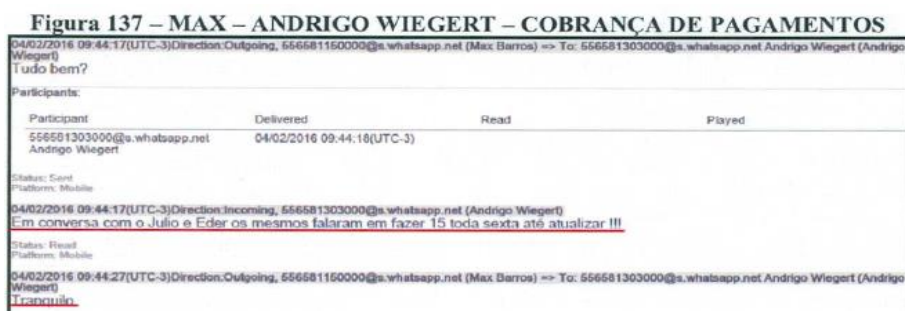 Figura 137 – MAX – ANDRIGO WIEGERT – COBRANÇA DE PAGAMENTOS
04/02/2016 09:44:17(UTC-3)Direction:Outgoing, 556581150000@s.whatsapp.net (Max Barros) => To: 556581303000@s.whatsapp.net Andrigo Wiegert (Andrigo
Wiegert)
Tudo bem?
Participants:
Participant Delivered Read Played
556581303000@s.whatsapp.net 04/02/2016 09:44:18(UTC-3)
Andrigo Wiegert
Status: Sent
Platform: Mobile
04/02/2016 09:44:17(UTC-3)Direction:Incoming, 556581303000@s.whatsapp.net (Andrigo Wiegert)
Em conversa com o Julio e Eder os mesmos falaram em fazer 15 toda sexta até atualizar !!!
Status: Read
Platform: Mobile
04/02/2016 09:44:27(UTC-3)Direction:Outgoing, 556581150000@s.whatsapp.net (Max Barros) => To: 556581303000@s.whatsapp.net Andrigo Wiegert (Andrigo
Wiegert)
Tranquilo.